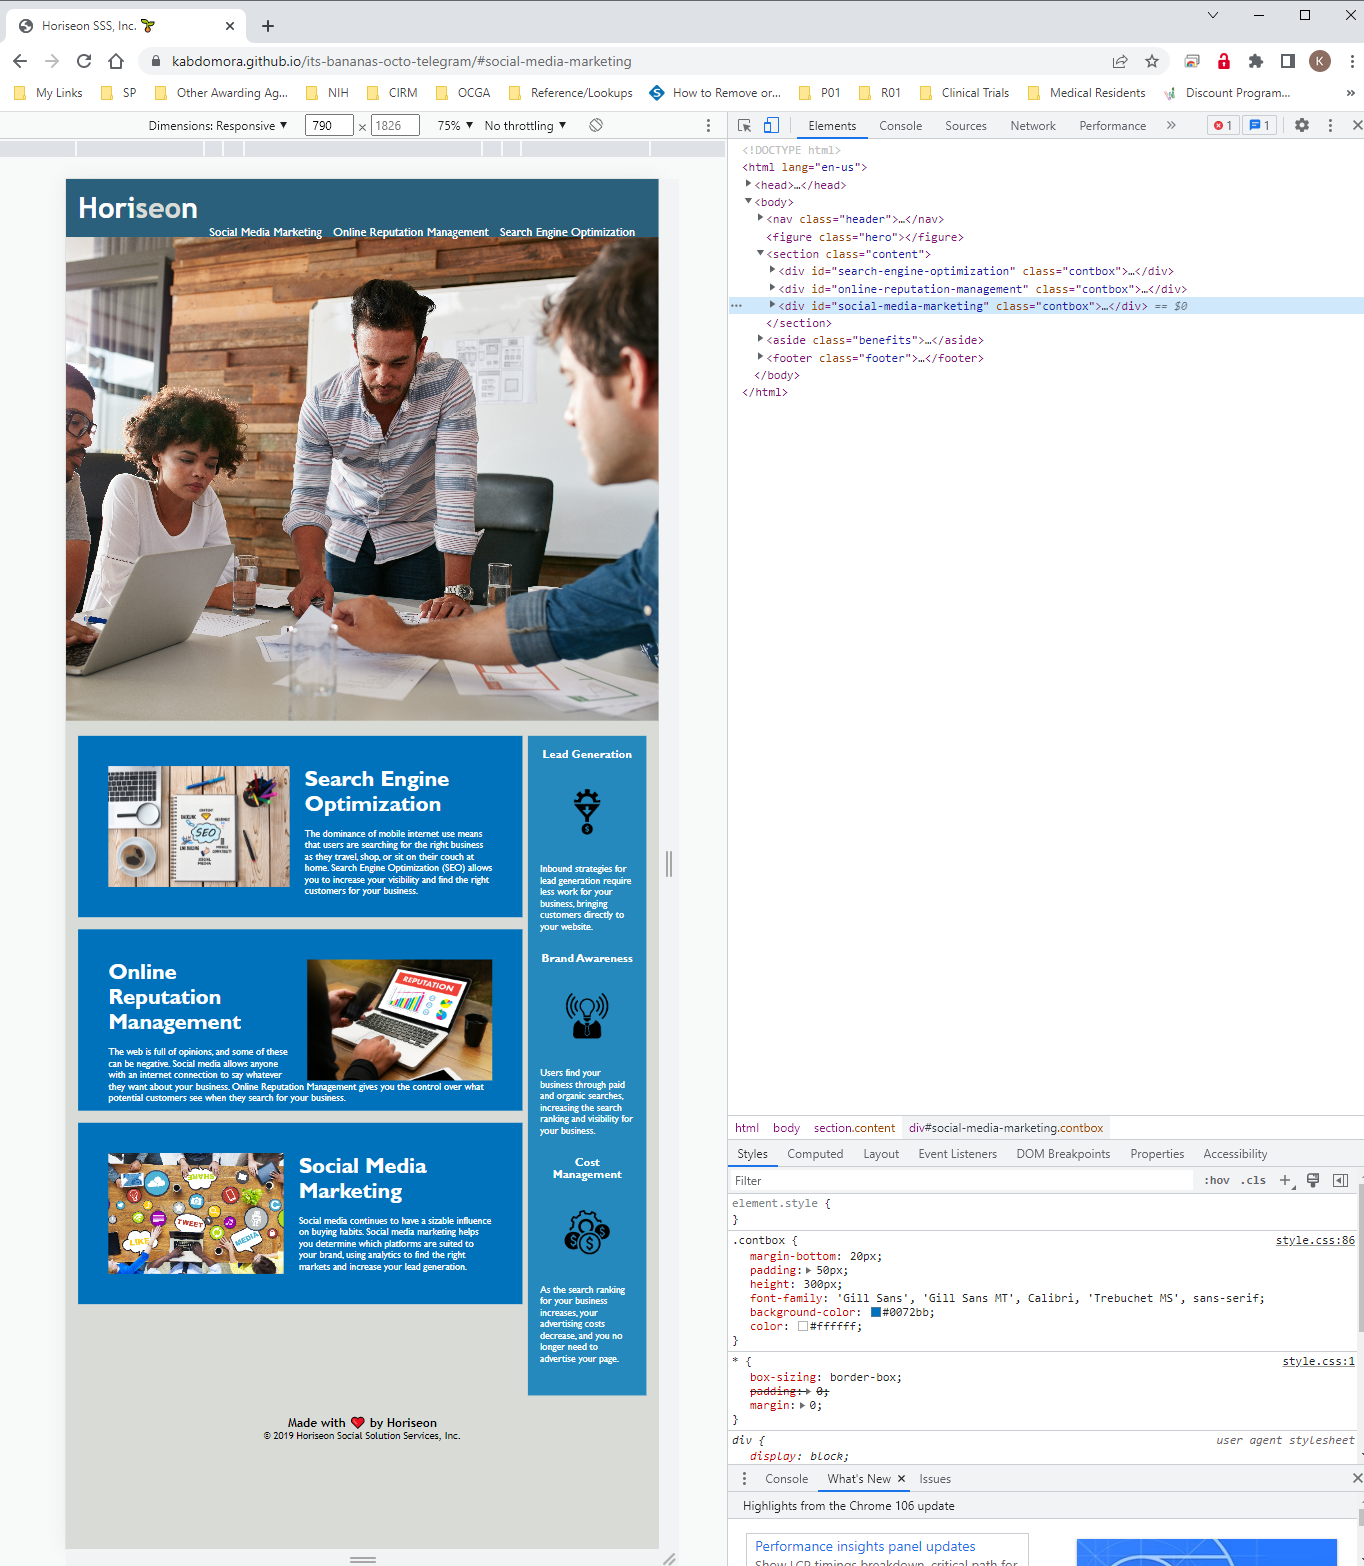 Horiseon SSS, Inc.
kabdomora.github.io/its-bananas-octo-telegram/#social-media-marketing
K
My Links
SP
Other Awarding Ag...
NIH
CIRM
OCGA
Reference/Lookups
How to Remove or...
P01
R01
Clinical Trials
Medical Residents
Discount Program...
»
Dimensions: Responsive
790
×
1826
75%
No throttling
Elements
Console
Sources
Network
Performance
»
1
1
Horiseon
Social Media Marketing
Online Reputation Management
Search Engine Optimization
SEO
Search Engine
Optimization
The dominance of mobile internet use means
that users are searching for the right business
as they travel, shop, or sit on their couch at
home. Search Engine Optimization (SEO) allows
you to increase your visibility and find the right
customers for your business.
Online
Reputation
Management
The web is full of opinions, and some of these
can be negative. Social media allows anyone
with an internet connection to say whatever
they want about your business. Online Reputation Management gives you the control over what
potential customers see when they search for your business.
REPUTATION
SHARE
TWEET
LIKE
MEDIA
Social Media
Marketing
Social media continues to have a sizable influence
on buying habits. Social media marketing helps
you determine which platforms are suited to
your brand, using analytics to find the right
markets and increase your lead generation.
Lead Generation
Inbound strategies for
lead generation require
less work for your
business, bringing
customers directly to
your website.
Brand Awareness
Users find your
business through paid
and organic searches,
increasing the search
ranking and visibility for
your business.
Cost
Management
As the search ranking
for your business
increases, your
advertising costs
decrease, and you no
longer need to
advertise your page.
Made with ❤ by Horiseon
© 2019 Horiseon Social Solution Services, Inc.
<!DOCTYPE html>
<html lang="en-us">
<head>…</head>
<body>
<nav class="header">…</nav>
<figure class="hero"></figure>
<section class="content">
<div id="search-engine-optimization" class="contbox">…</div>
<div id="online-reputation-management" class="contbox">…</div>
<div id="social-media-marketing" class="contbox">…</div> == $0
</section>
<aside class="benefits">…</aside>
<footer class="footer">…</footer>
</body>
</html>
html
body
section.content
div#social-media-marketing.contbox
Styles
Computed
Layout
Event Listeners
DOM Breakpoints
Properties
Accessibility
Filter
:hov
.cls
element.style {
}
.contbox {
style.css:86
margin-bottom: 20px;
padding: 50px;
height: 300px;
font-family: 'Gill Sans', 'Gill Sans MT', Calibri, 'Trebuchet MS', sans-serif;
background-color: #0072bb;
color: #ffffff;
}
* {
style.css:1
box-sizing: border-box;
padding: 0;
margin: 0;
}
div {
user agent stylesheet
display: block;
Console
What's New
Issues
Highlights from the Chrome 106 update
Performance insights panel updates
Show LCP timings breakdown, critical path for